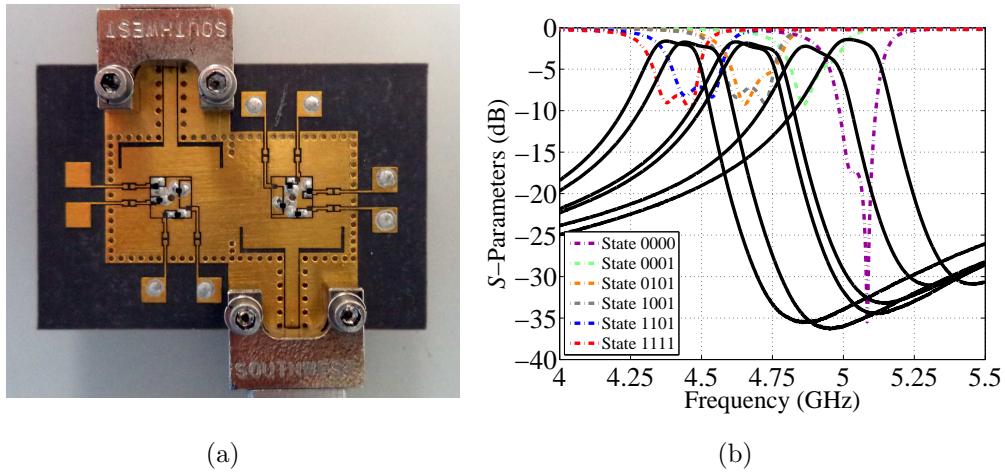 SOUTHWEST
SOUTHWEST
(a)
S–Parameters (dB)
0
−5
−10
−15
−20
−25
−30
−35
−40
State 0000
State 0001
State 0101
State 1001
State 1101
State 1111
4 4.25 4.5 4.75 5 5.25 5.5
Frequency (GHz)
(b)